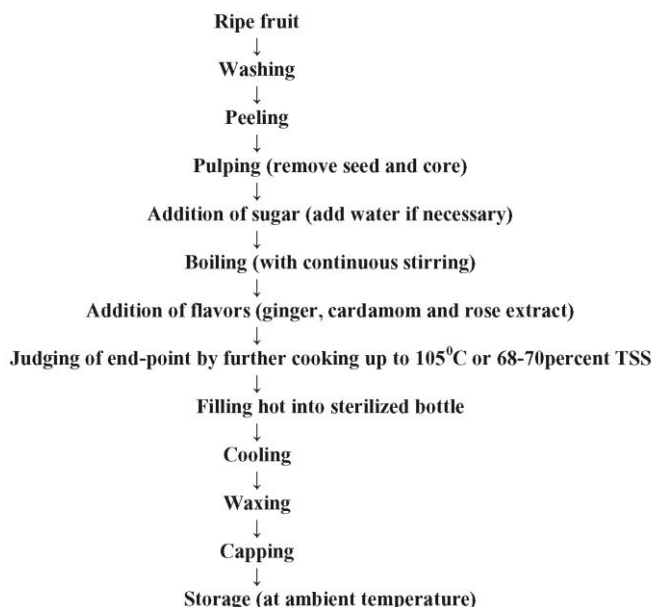 Ripe fruit
↓
Washing
↓
Peeling
↓
Pulping (remove seed and core)
↓
Addition of sugar (add water if necessary)
↓
Boiling (with continuous stirring)
↓
Addition of flavors (ginger, cardamom and rose extract)
↓
Judging of end-point by further cooking up to 105⁰C or 68-70percent TSS
↓
Filling hot into sterilized bottle
↓
Cooling
↓
Waxing
↓
Capping
↓
Storage (at ambient temperature)